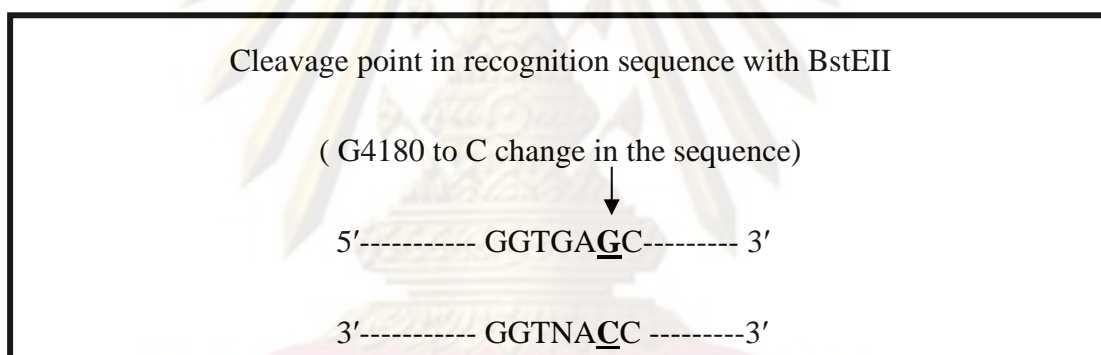 Cleavage point in recognition sequence with BstEII
( G4180 to C change in the sequence)
5′----------- GGTGAGC--------- 3′
3′----------- GGTNACC ---------3′